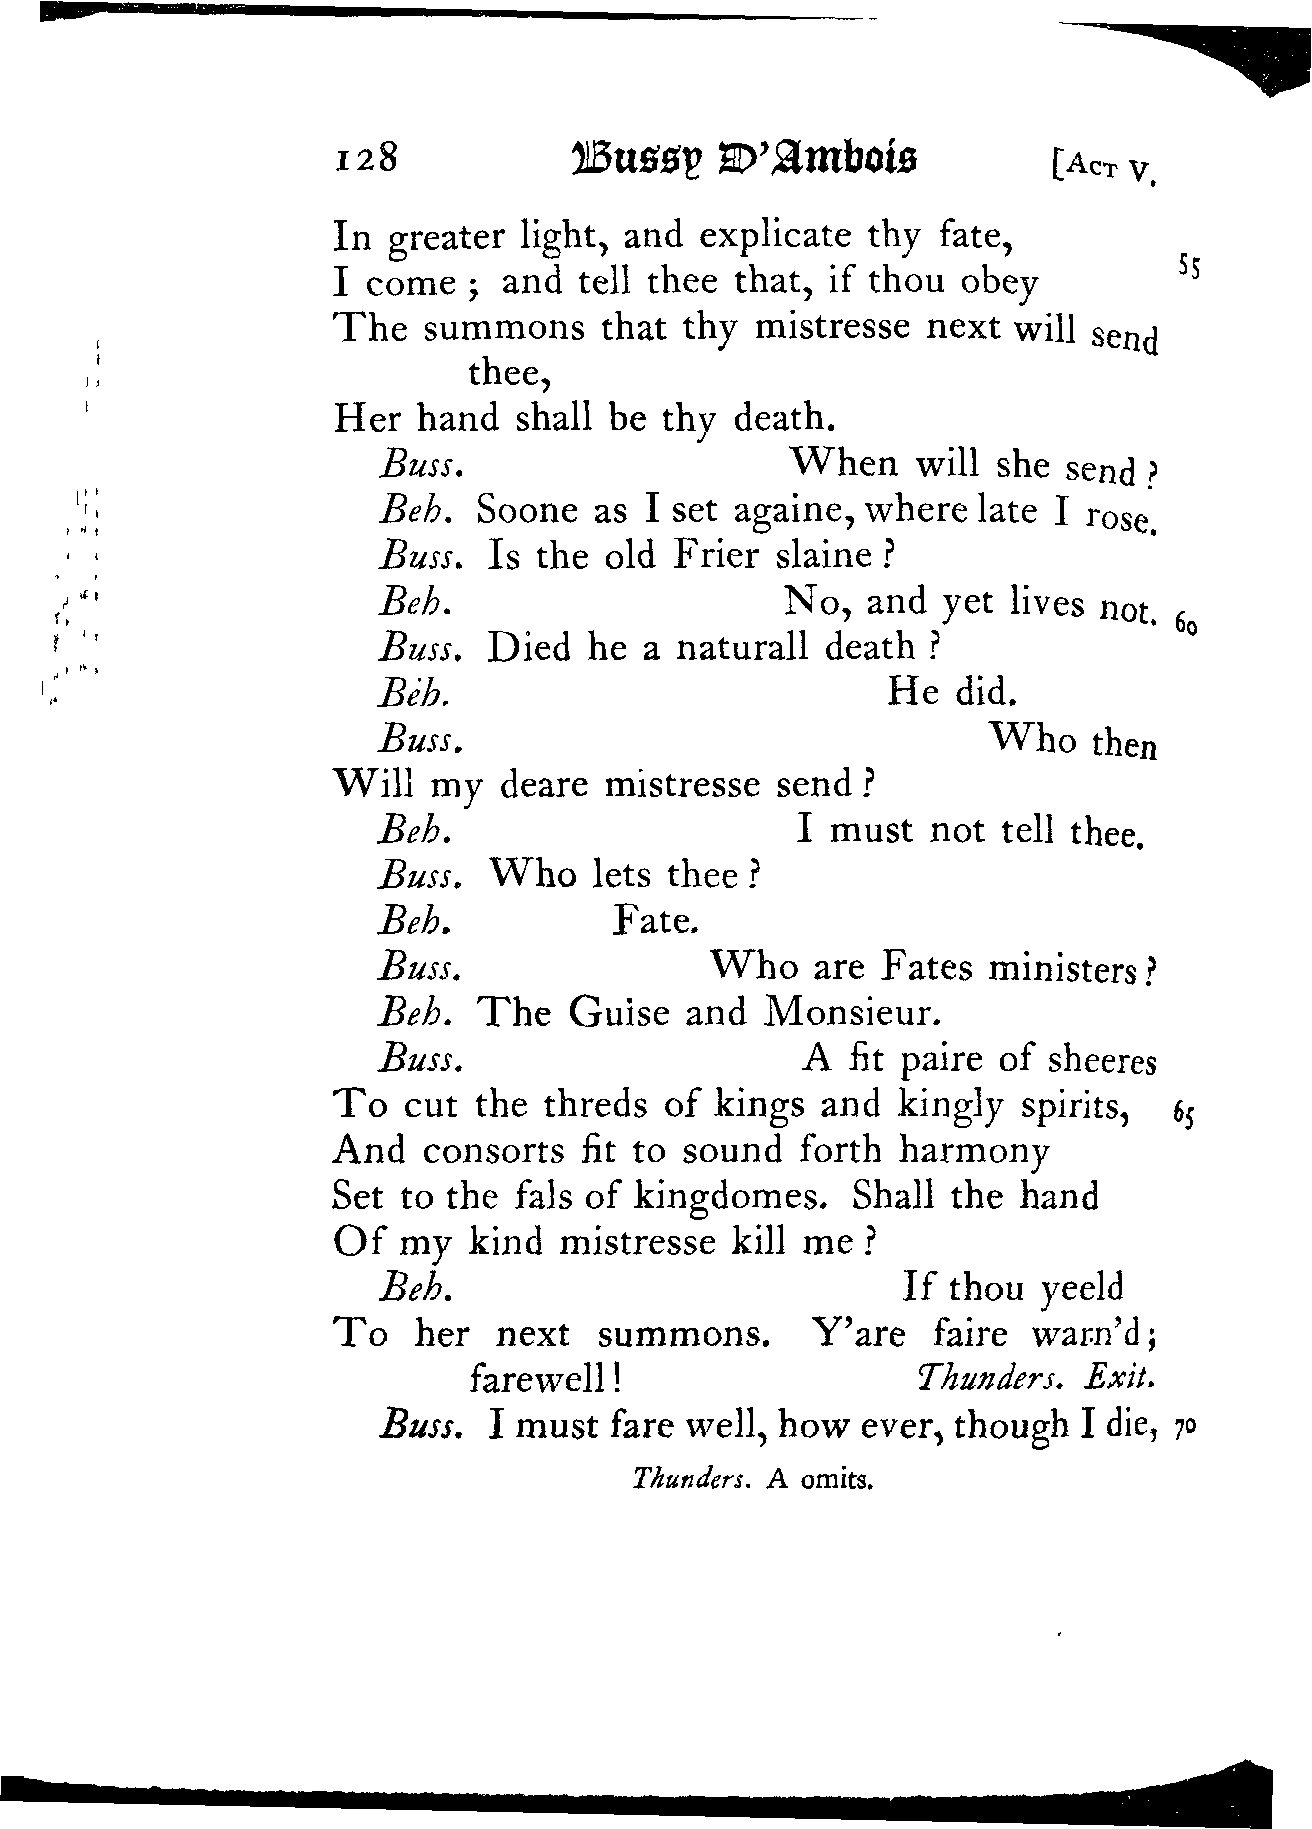 128 Bussy D'Ambois [ACT V.
In greater light, and explicate thy fate,
I come ; and tell thee that, if thou obey 55
The summons that thy mistresse next will send
thee,
Her hand shall be thy death.
Buss. When will she send ?
Beh. Soone as I set againe, where late I rose.
Buss. Is the old Frier slaine ?
Beh. No, and yet lives not. 60
Buss. Died he a naturall death ?
Beh. He did.
Buss. Who then
Will my deare mistresse send ?
Beh. I must not tell thee.
Buss. Who lets thee ?
Beh. Fate.
Buss. Who are Fates ministers ?
Beh. The Guise and Monsieur.
Buss. A fit paire of sheeres
To cut the threds of kings and kingly spirits, 65
And consorts fit to sound forth harmony
Set to the fals of kingdomes. Shall the hand
Of my kind mistresse kill me ?
Beh. If thou yeeld
To her next summons. Y'are faire warn'd ;
farewell ! Thunders. Exit.
Buss. I must fare well, how ever, though I die, 70
Thunders. A omits.